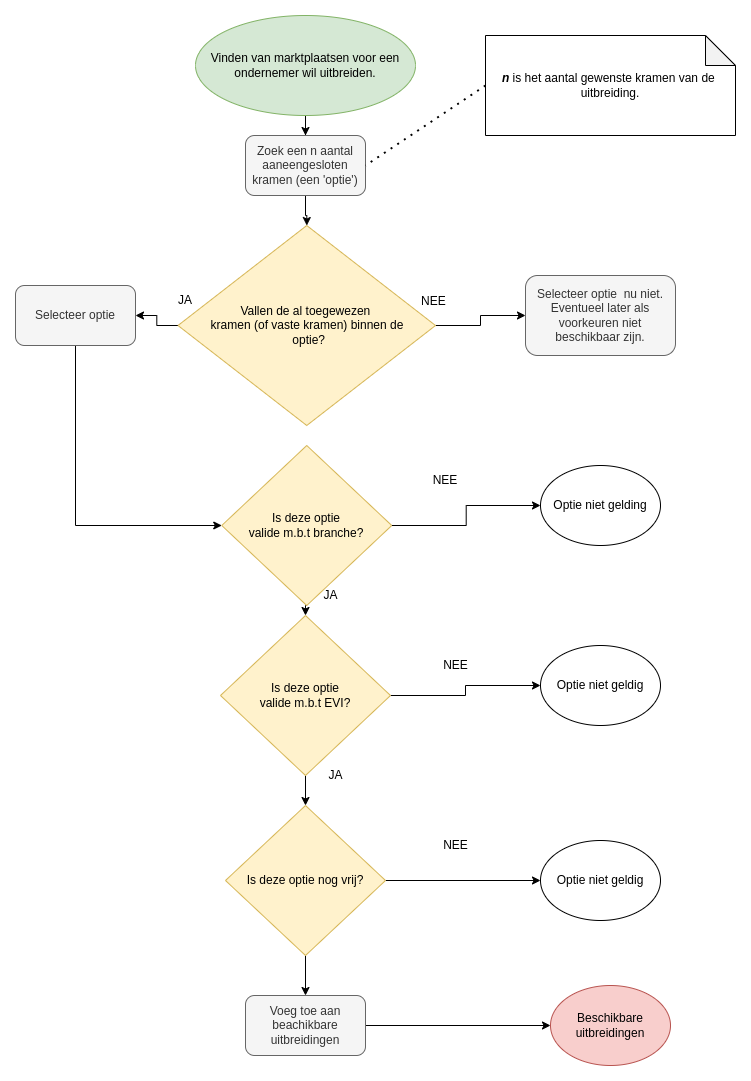 Vinden van marktplaatsen voor een
ondernemer wil uitbreiden.
n is het aantal gewenste kramen van de
uitbreiding.
Zoek een n aantal
aaneengesloten
kramen (een 'optie')
JA
NEE
Vallen de al toegewezen
kramen (of vaste kramen) binnen de
optie?
Selecteer optie
Selecteer optie niu niet.
Eventueel later als
voorkeuren niet
beschikbaar zijn.
NEE
Is deze optie
valide m.b.t branche?
Optie niet gelding
JA
NEE
Is deze optie
valide m.b.t EVI?
Optie niet geldig
JA
NEE
Is deze optie nog vrij?
Optie niet geldig
Voeg toe aan
beachikbare
uitbreidingen
Beschikbare
uitbreidingen